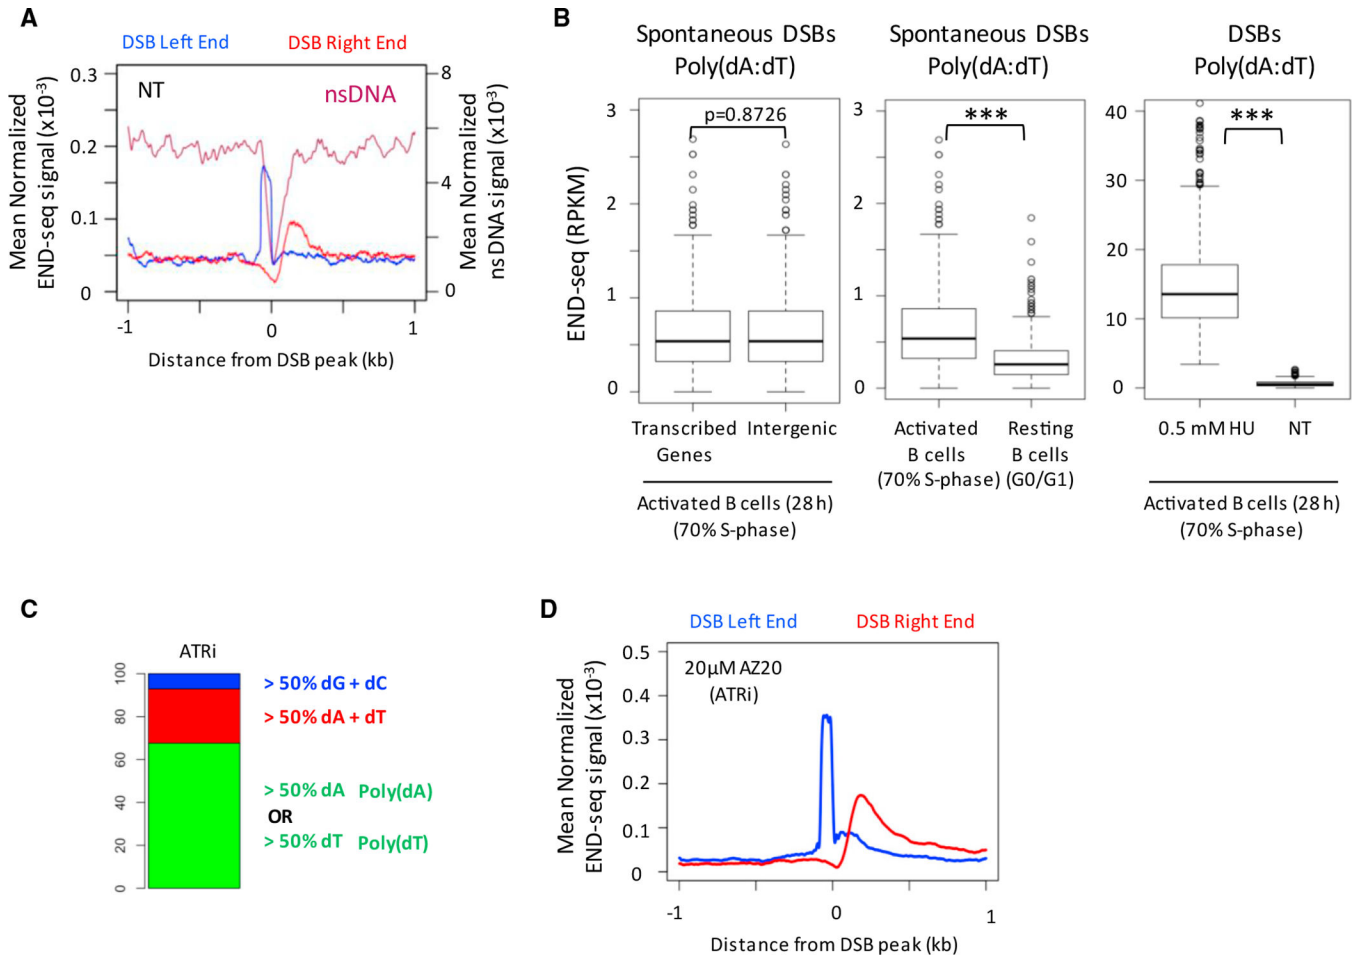 A
DSB Left End
DSB Right End
NT
nsDNA
Mean Normalized
END-seq signal (x10⁻³)
0.3
0.2
0.1
0
8
4
0
Mean Normalized
nsDNA signal (x10⁻³)
-1
0
1
Distance from DSB peak (kb)
B
Spontaneous DSBs
Poly(dA:dT)
p=0.8726
END-seq (RPKM)
3
2
1
0
Transcribed
Genes
Intergenic
Activated B cells (28h)
(70% S-phase)
Spontaneous DSBs
Poly(dA:dT)
***
3
2
1
0
Activated
B cells
(70% S-phase)
Resting
B cells
(G0/G1)
DSBs
Poly(dA:dT)
***
40
30
20
10
0
0.5 mM HU
NT
Activated B cells (28h)
(70% S-phase)
C
ATRi
100
80
60
40
20
0
> 50% dG + dC
> 50% dA + dT
> 50% dA Poly(dA)
OR
> 50% dT Poly(dT)
D
DSB Left End
DSB Right End
20µM AZ20
(ATRi)
Mean Normalized
END-seq signal (x10⁻³)
0.5
0.4
0.3
0.2
0.1
0
-1
0
1
Distance from DSB peak (kb)